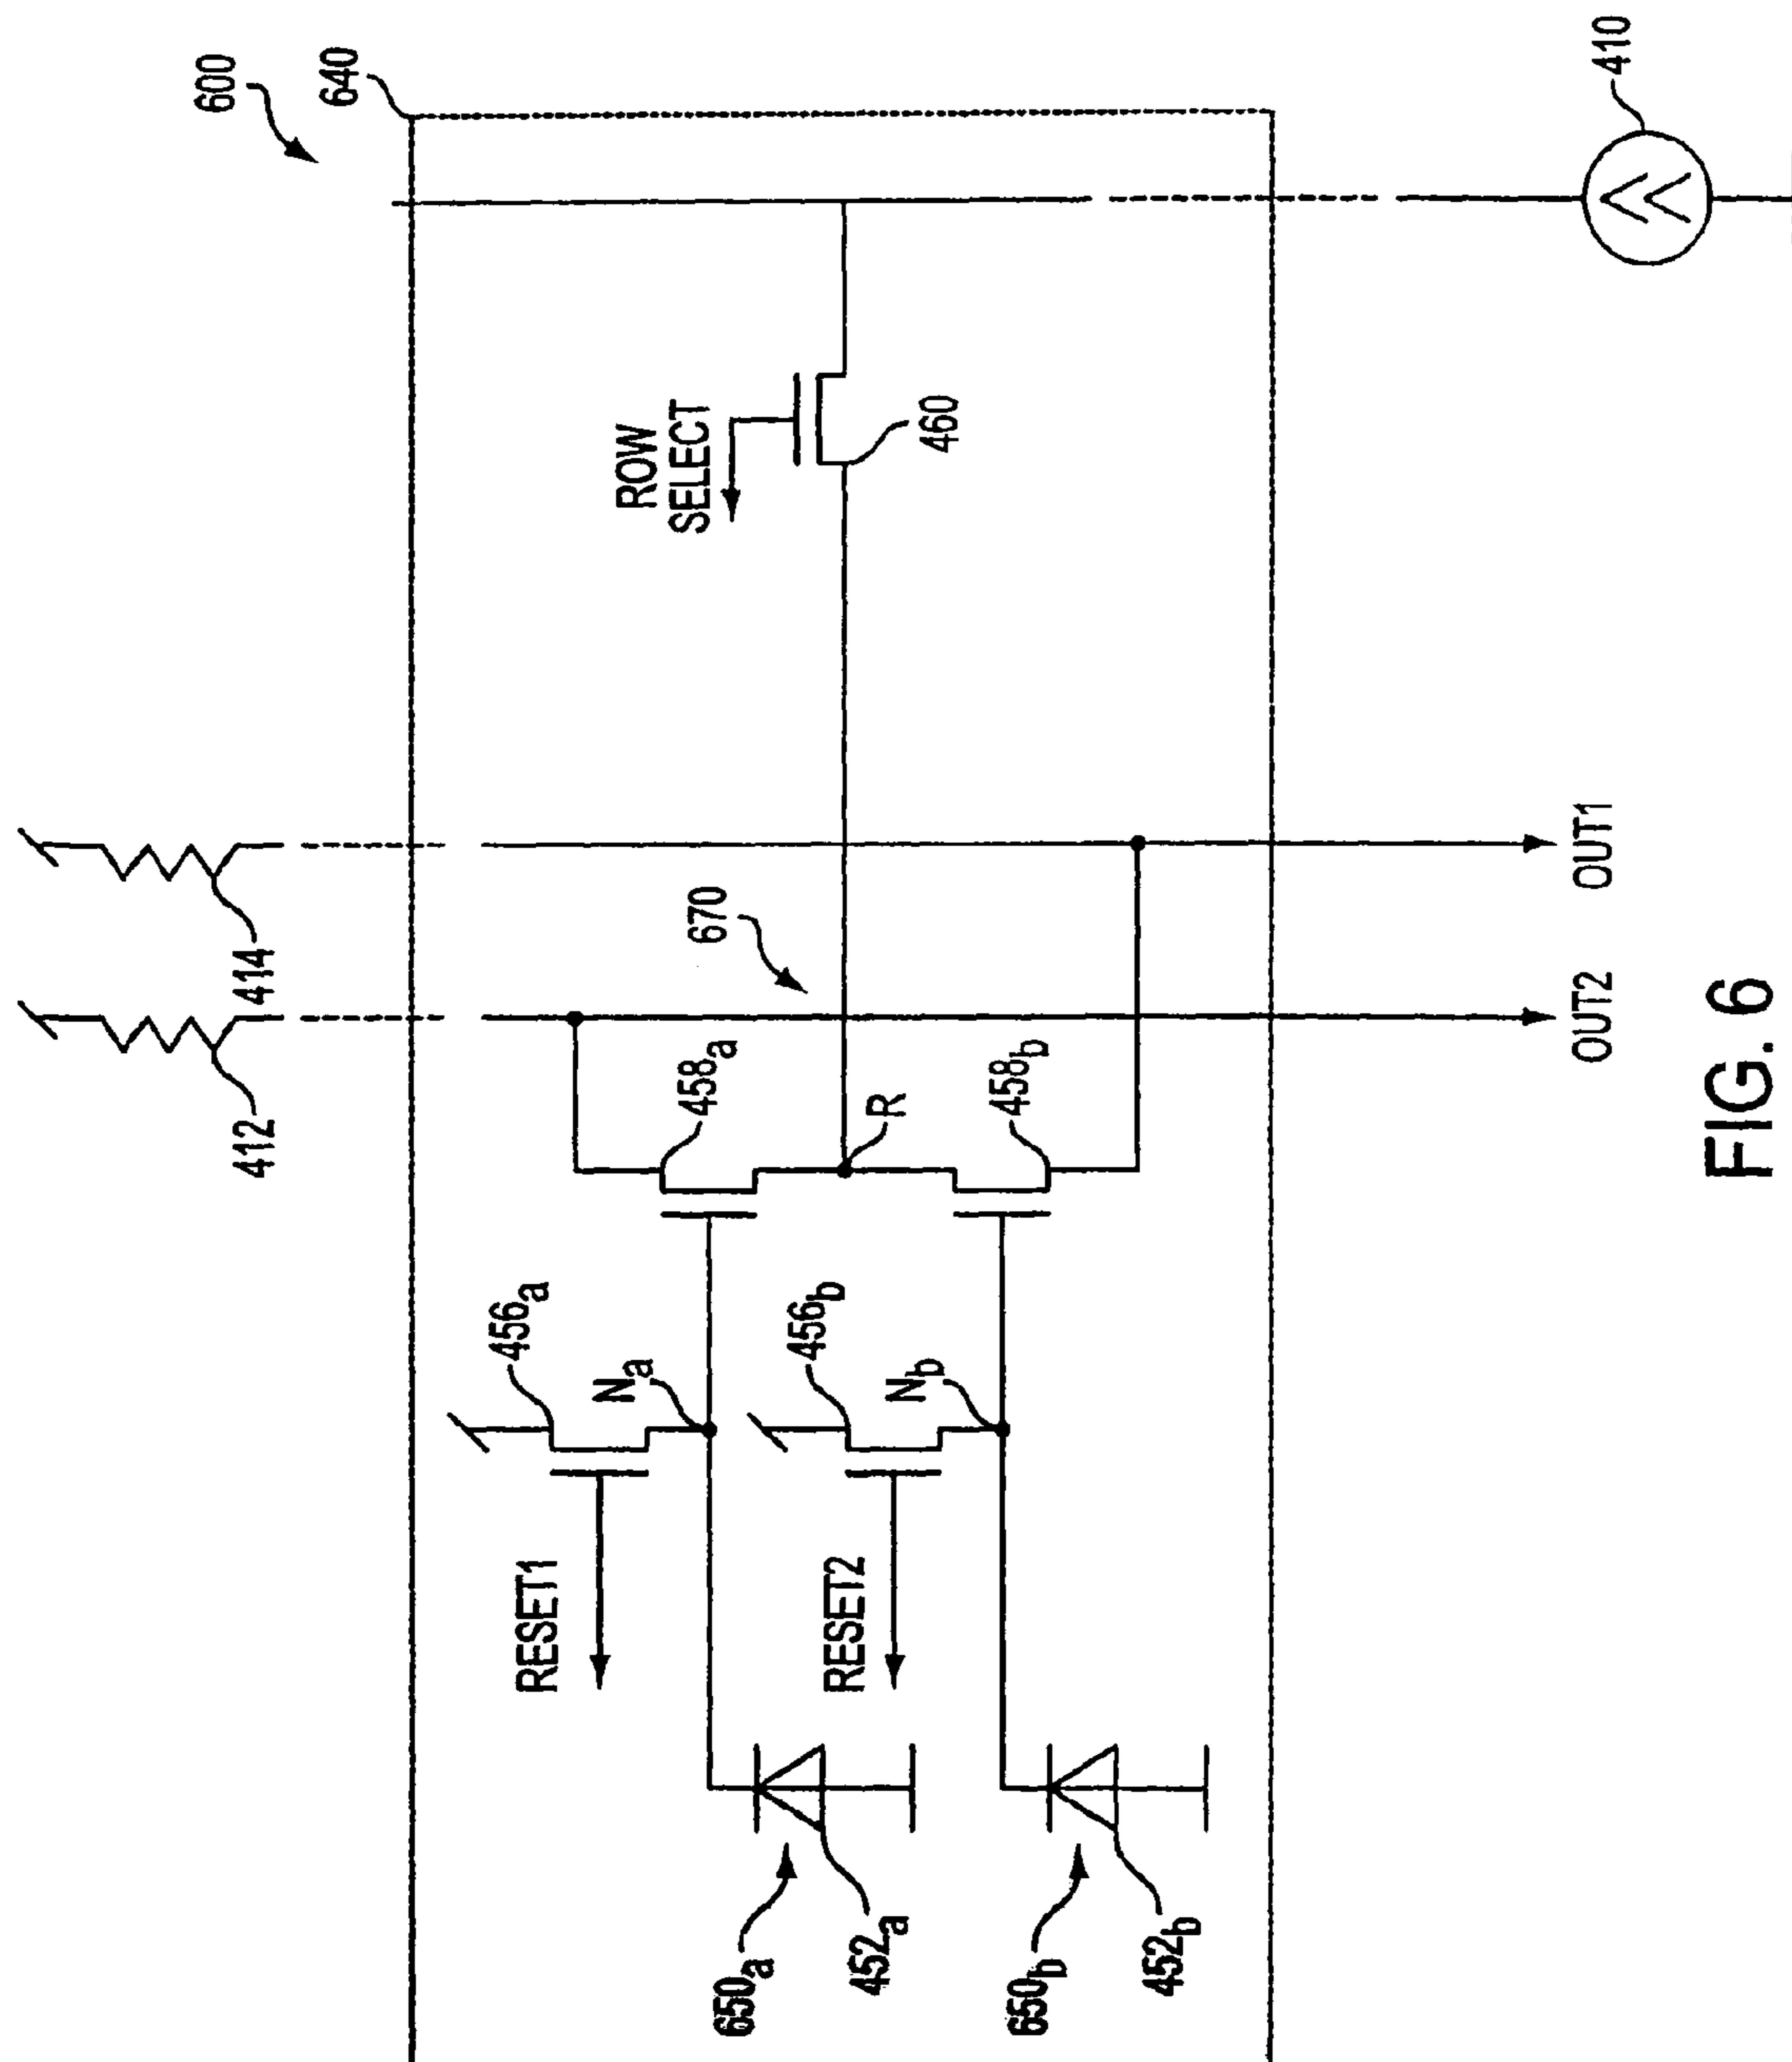 600
640
412
414
670
ROW
SELECT
460
410
456a
Na
458a
R
RESET1
456b
Nb
458b
RESET2
650a
452a
650b
452b
OUT2
OUT1
FIG. 6